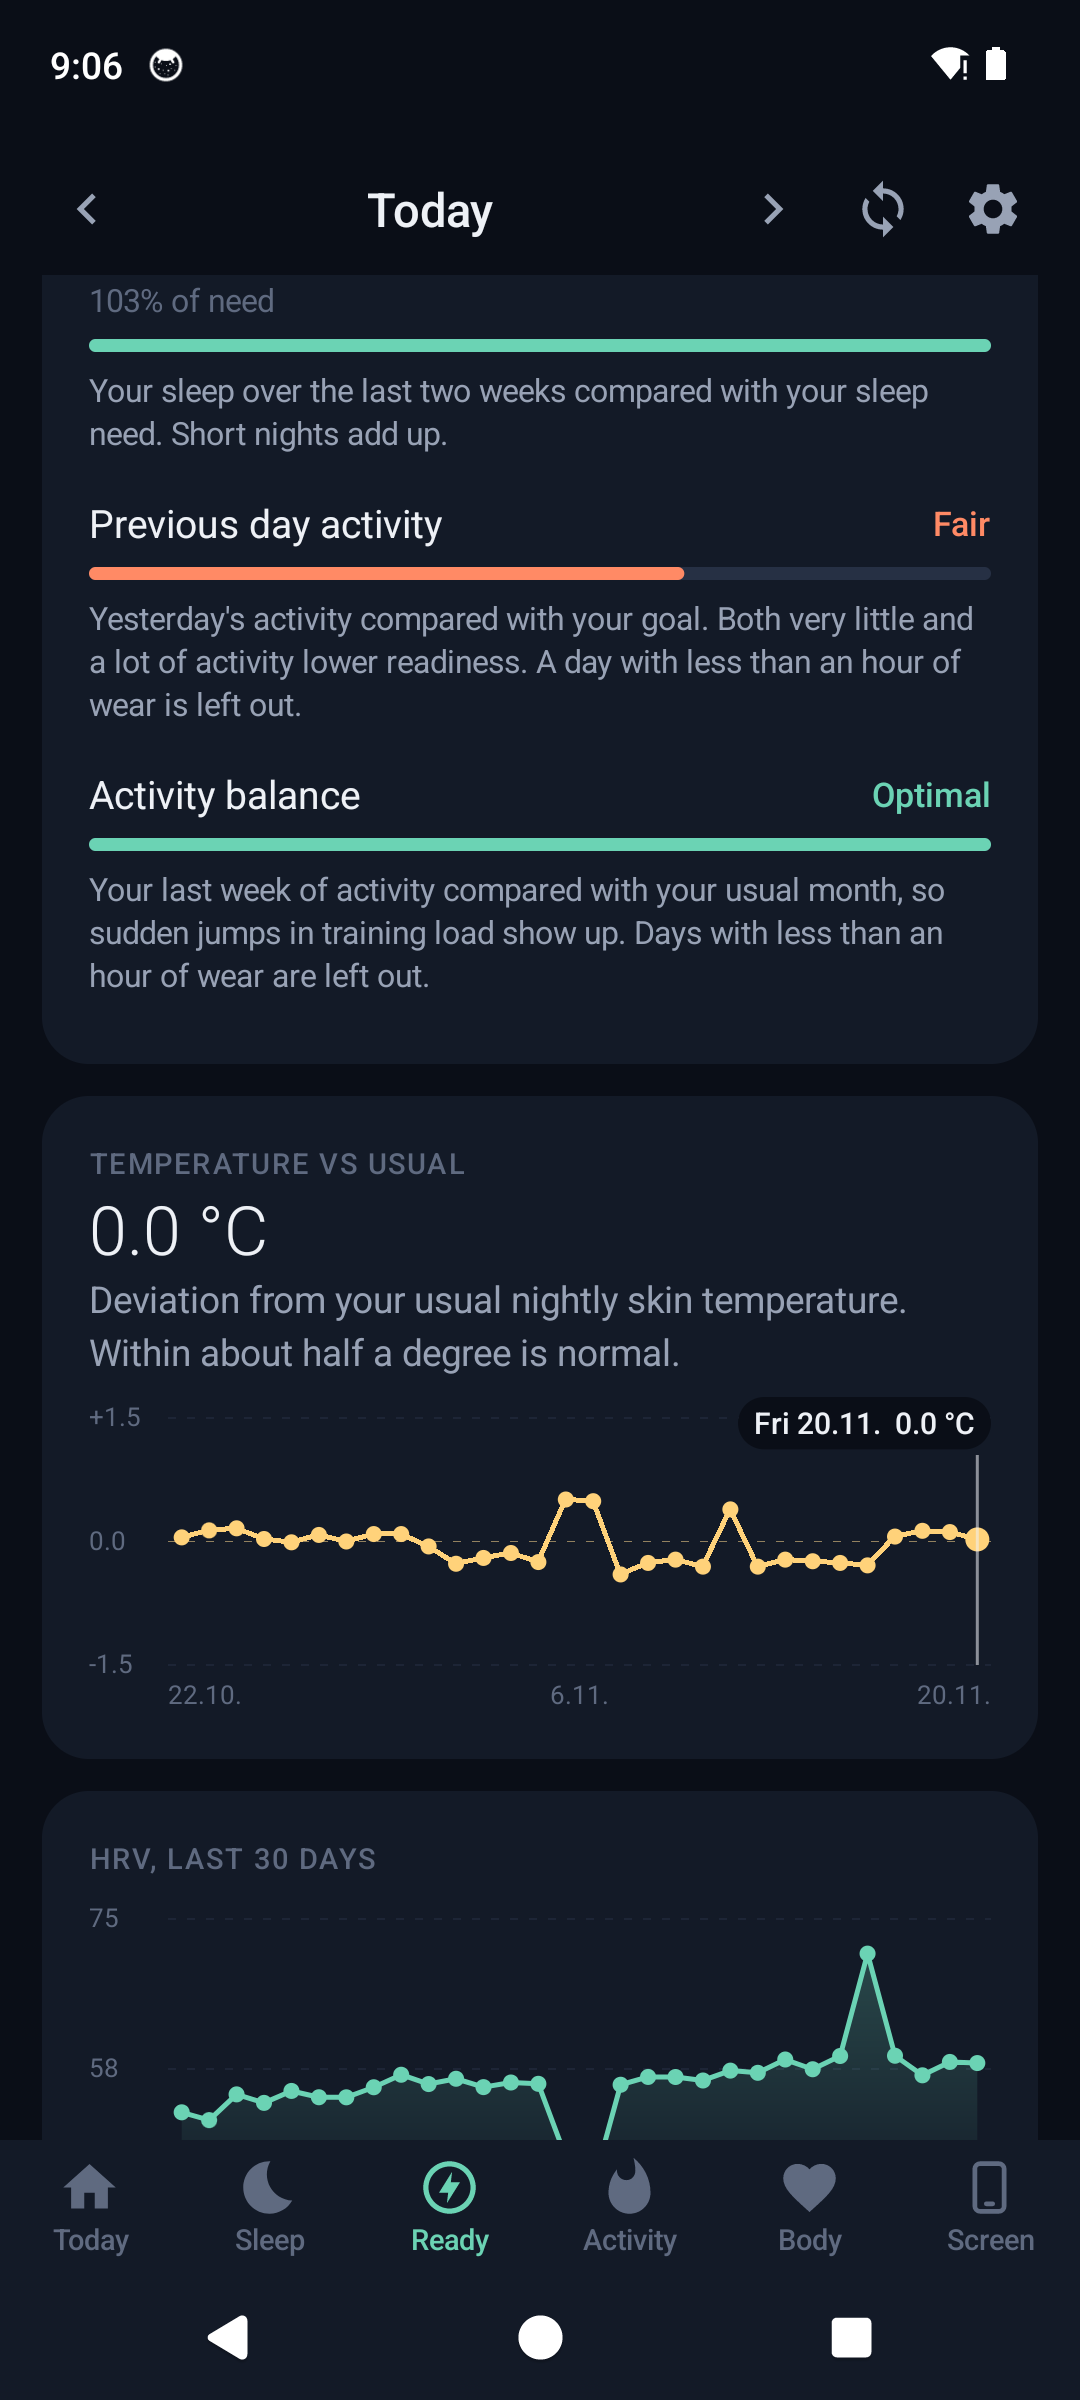 9:06
Today
103% of need
Your sleep over the last two weeks compared with your sleep
need. Short nights add up.
Previous day activity
Fair
Yesterday's activity compared with your goal. Both very little and
a lot of activity lower readiness. A day with less than an hour of
wear is left out.
Activity balance
Optimal
Your last week of activity compared with your usual month, so
sudden jumps in training load show up. Days with less than an
hour of wear are left out.
TEMPERATURE VS USUAL
0.0 °C
Deviation from your usual nightly skin temperature.
Within about half a degree is normal.
+1.5
Fri 20.11. 0.0 °C
0.0
-1.5
22.10.
6.11.
20.11.
HRV, LAST 30 DAYS
75
58
Today
Sleep
Ready
Activity
Body
Screen